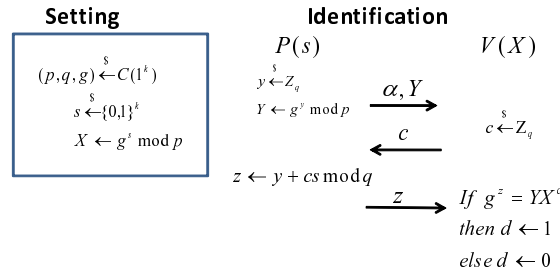 Setting
(p,q,g) $← C(1^k)
s $← {0,1}^k
X ← g^s mod p
Identification
P(s)
V(X)
y $← Z_q
Y ← g^y mod p
α, Y
c $← Z_q
c
z ← y + cs mod q
z
If g^z = YX^c
then d ← 1
else d ← 0